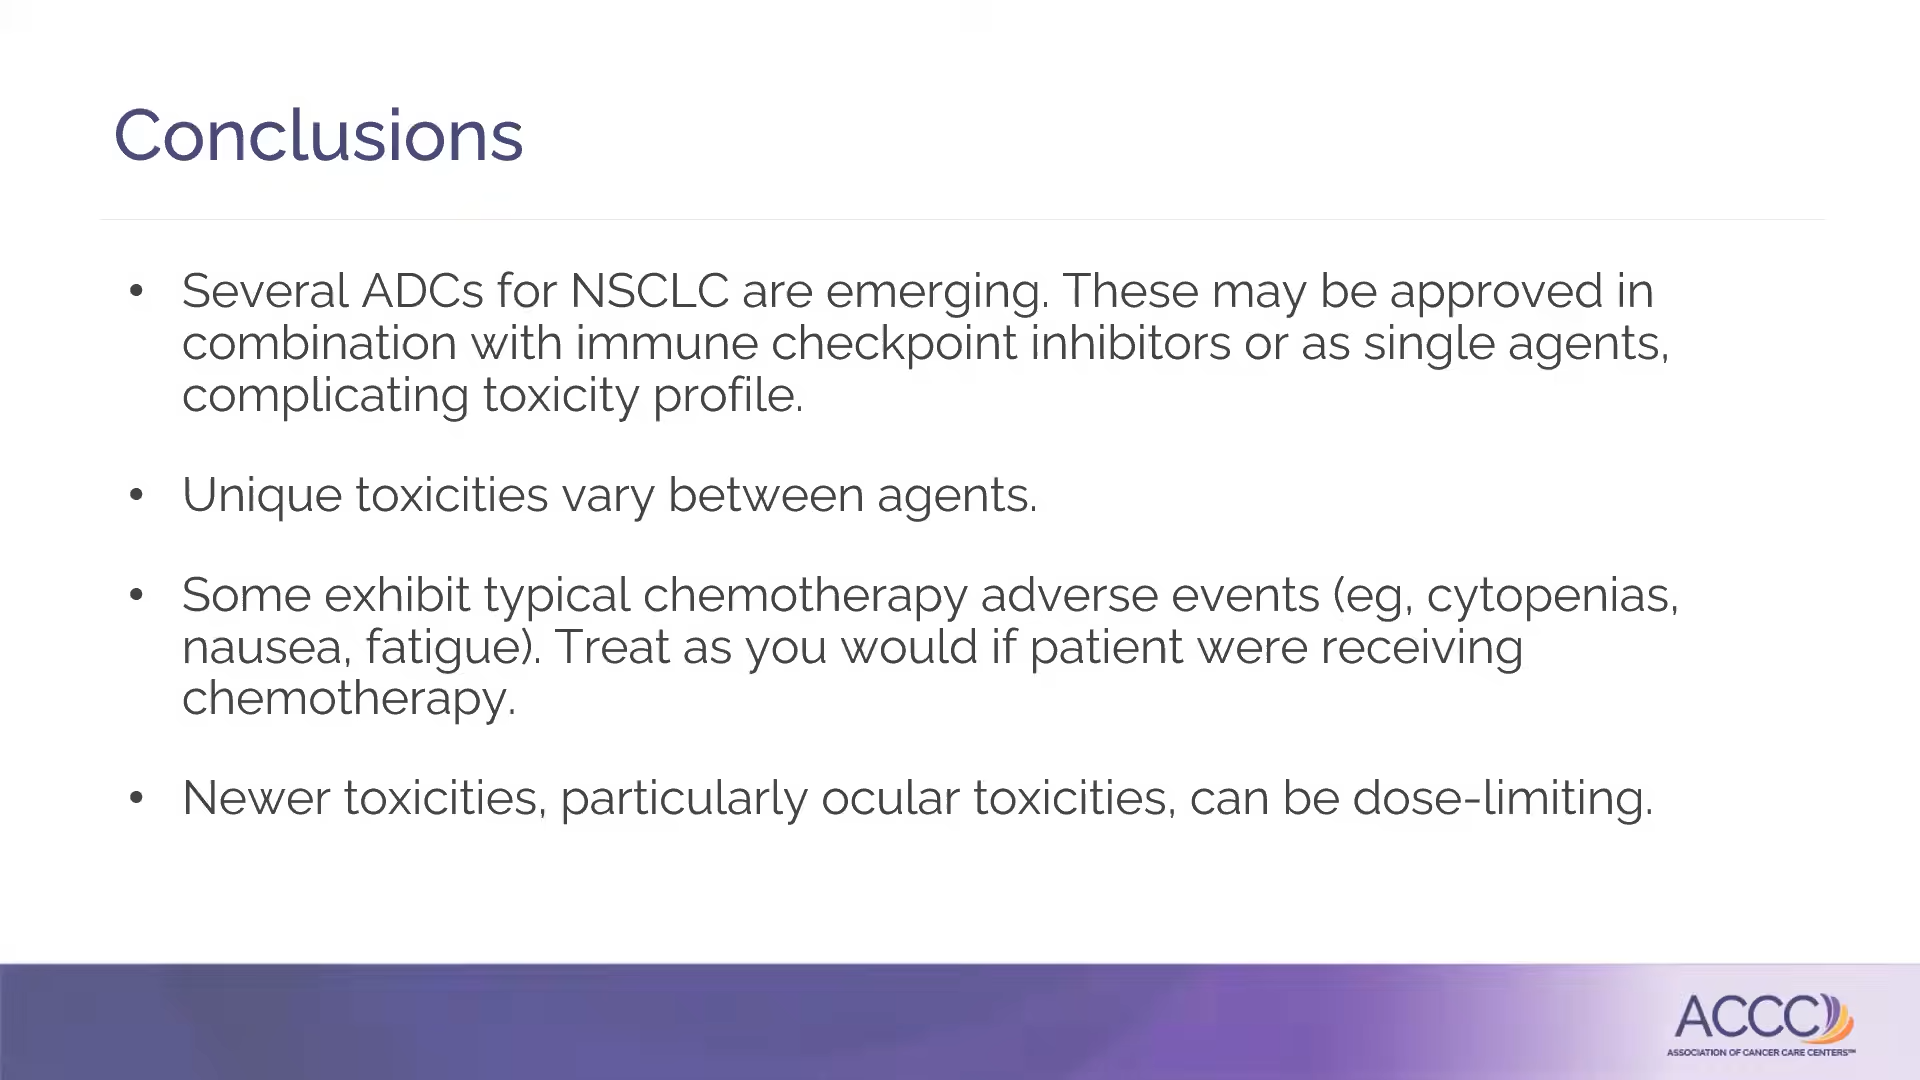 Conclusions
• Several ADCs for NSCLC are emerging. These may be approved in
combination with immune checkpoint inhibitors or as single agents,
complicating toxicity profile.
• Unique toxicities vary between agents.
• Some exhibit typical chemotherapy adverse events (eg, cytopenias,
nausea, fatigue). Treat as you would if patient were receiving
chemotherapy.
• Newer toxicities, particularly ocular toxicities, can be dose-limiting.
ACCC
ASSOCIATION OF CANCER CARE CENTERS™